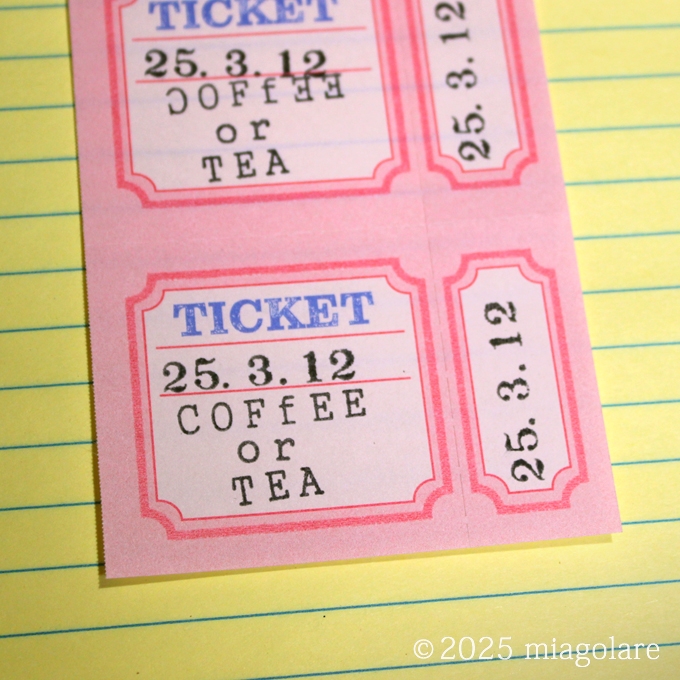 TICKET
25. 3. 12
ƆOFfƎƎ
or
TEA
25. 3. 12
TICKET
25. 3. 12
COFfEE
or
TEA
25. 3. 12
©2025 miagolare